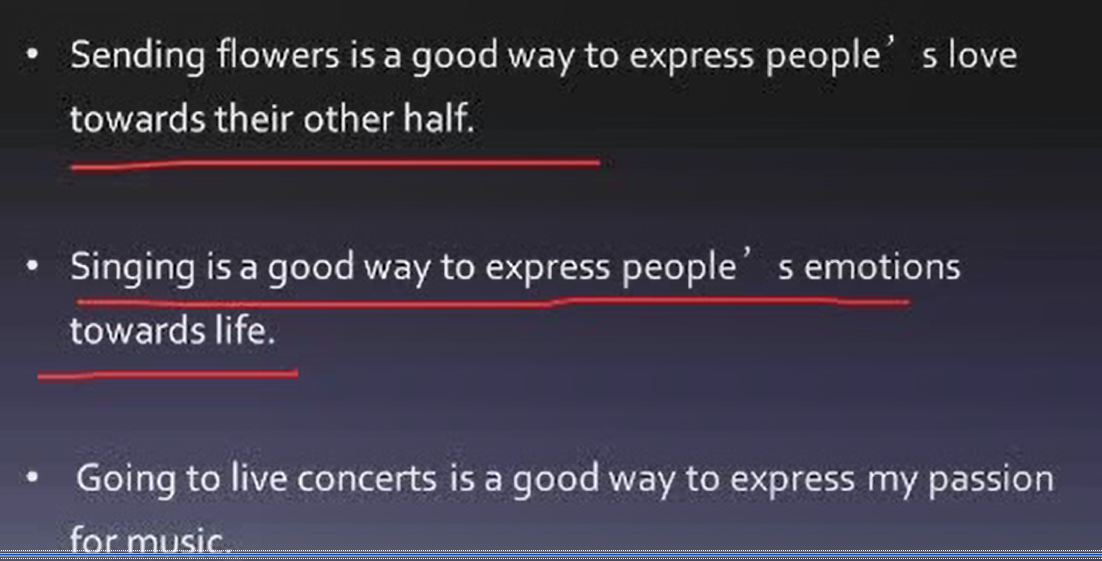 • Sending flowers is a good way to express people’ s love
towards their other half.
• Singing is a good way to express people’ s emotions
towards life.
• Going to live concerts is a good way to express my passion
for music.